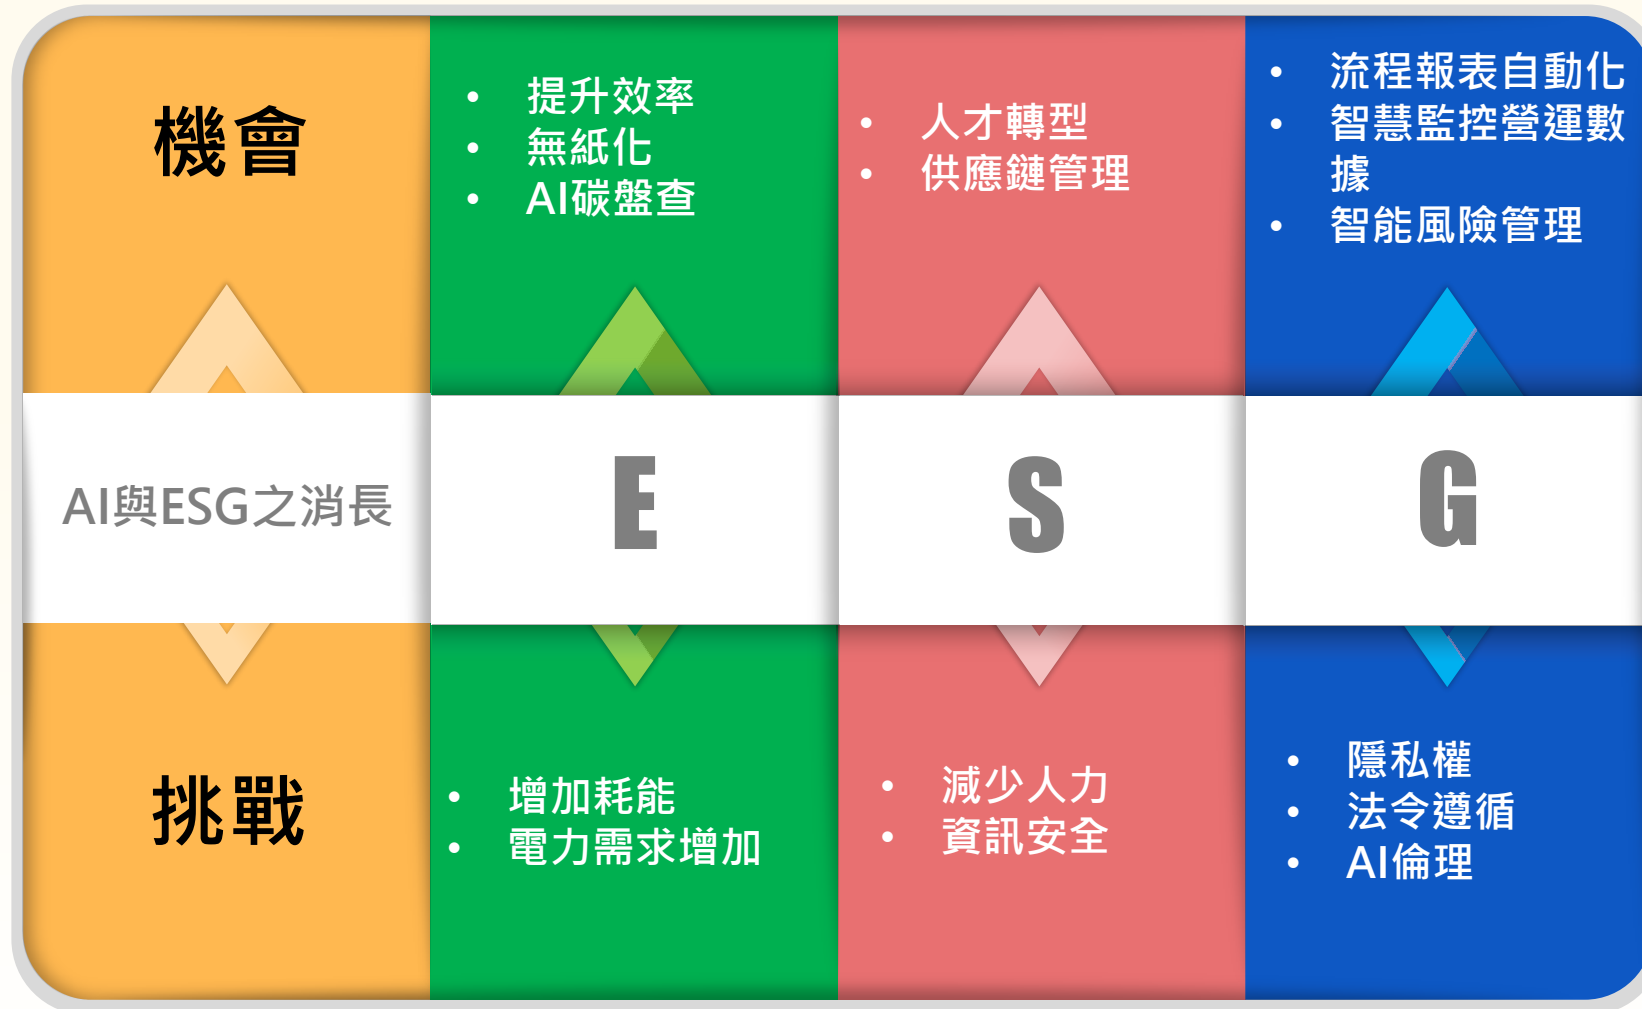 機會
• 提升效率
• 無紙化
• AI碳盤查
• 人才轉型
• 供應鏈管理
• 流程報表自動化
• 智慧監控營運數
據
• 智能風險管理
AI與ESG之消長
E
S
G
挑戰
• 增加耗能
• 電力需求增加
• 減少人力
• 資訊安全
• 隱私權
• 法令遵循
• AI倫理